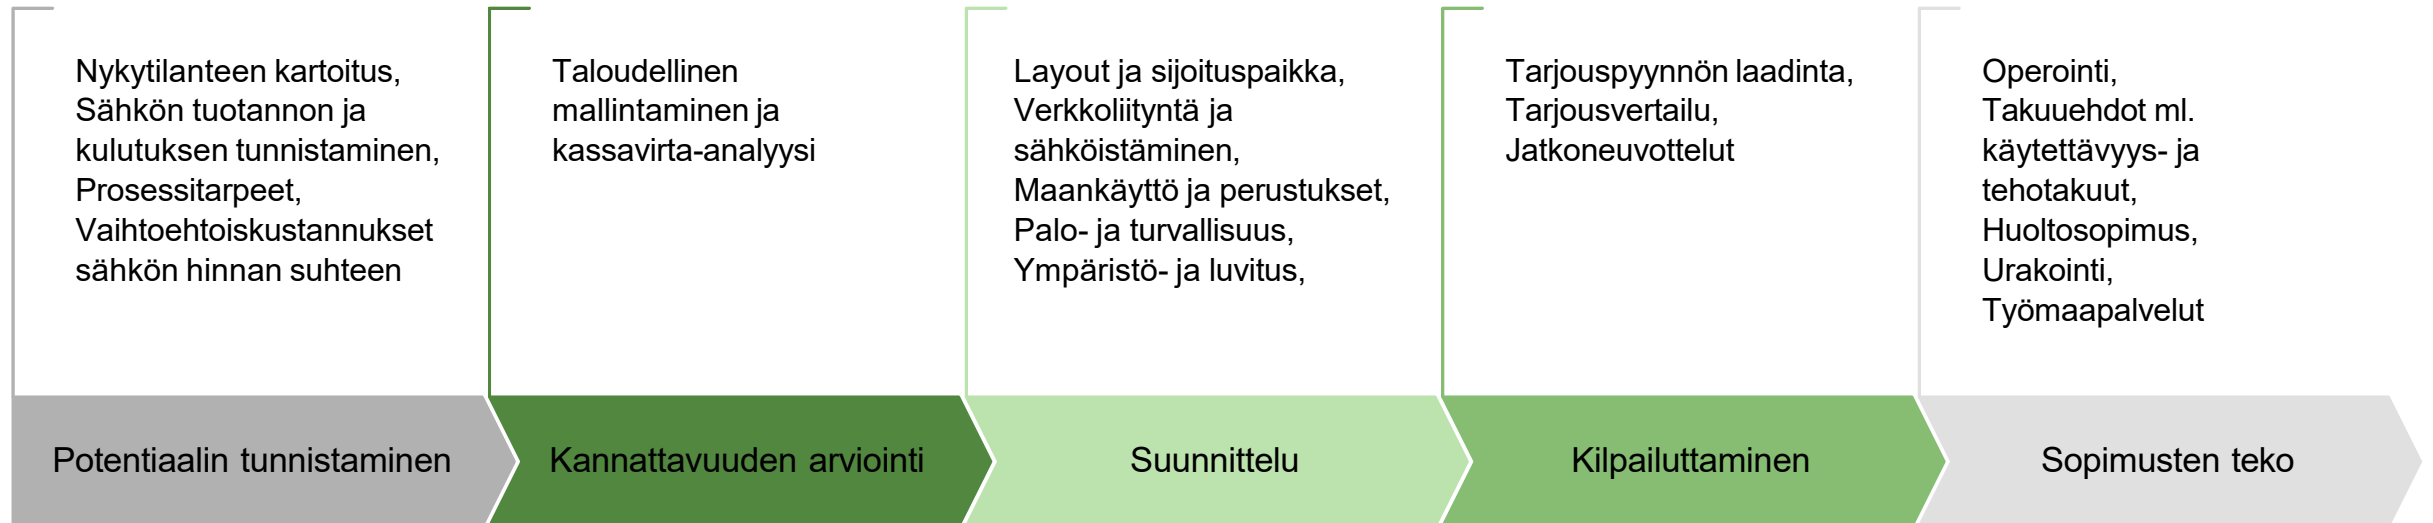 Nykytilanteen kartoitus,
Sähkön tuotannon ja
kulutuksen tunnistaminen,
Prosessitarpeet,
Vaihtoehtoiskustannukset
sähkön hinnan suhteen
Taloudellinen
mallintaminen ja
kassavirta-analyysi
Layout ja sijoituspaikka,
Verkkoliityntä ja
sähköistäminen,
Maankäyttö ja perustukset,
Palo- ja turvallisuus,
Ympäristö- ja luvitus,
Tarjouspyynnön laadinta,
Tarjousvertailu,
Jatkoneuvottelut
Operointi,
Takuuehdot ml.
käytettävyys- ja
tehotakuut,
Huoltosopimus,
Urakointi,
Työmaapalvelut
Potentiaalin tunnistaminen
Kannattavuuden arviointi
Suunnittelu
Kilpailuttaminen
Sopimusten teko